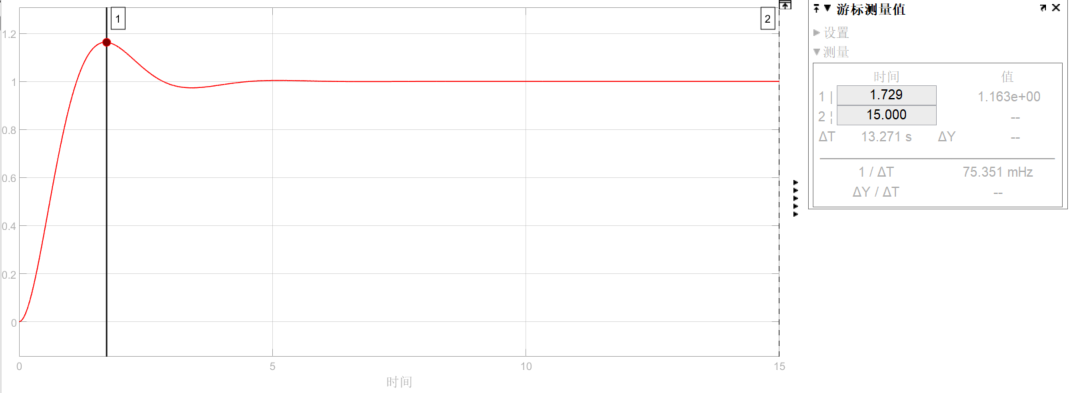 1
2
1.2
1
0.8
0.6
0.4
0.2
0
0
5
10
15
时间
游标测量值
设置
测量
时间 值
1 | 1.729 1.163e+00
2 ¦ 15.000 --
ΔT 13.271 s ΔY --
1 / ΔT 75.351 mHz
ΔY / ΔT --